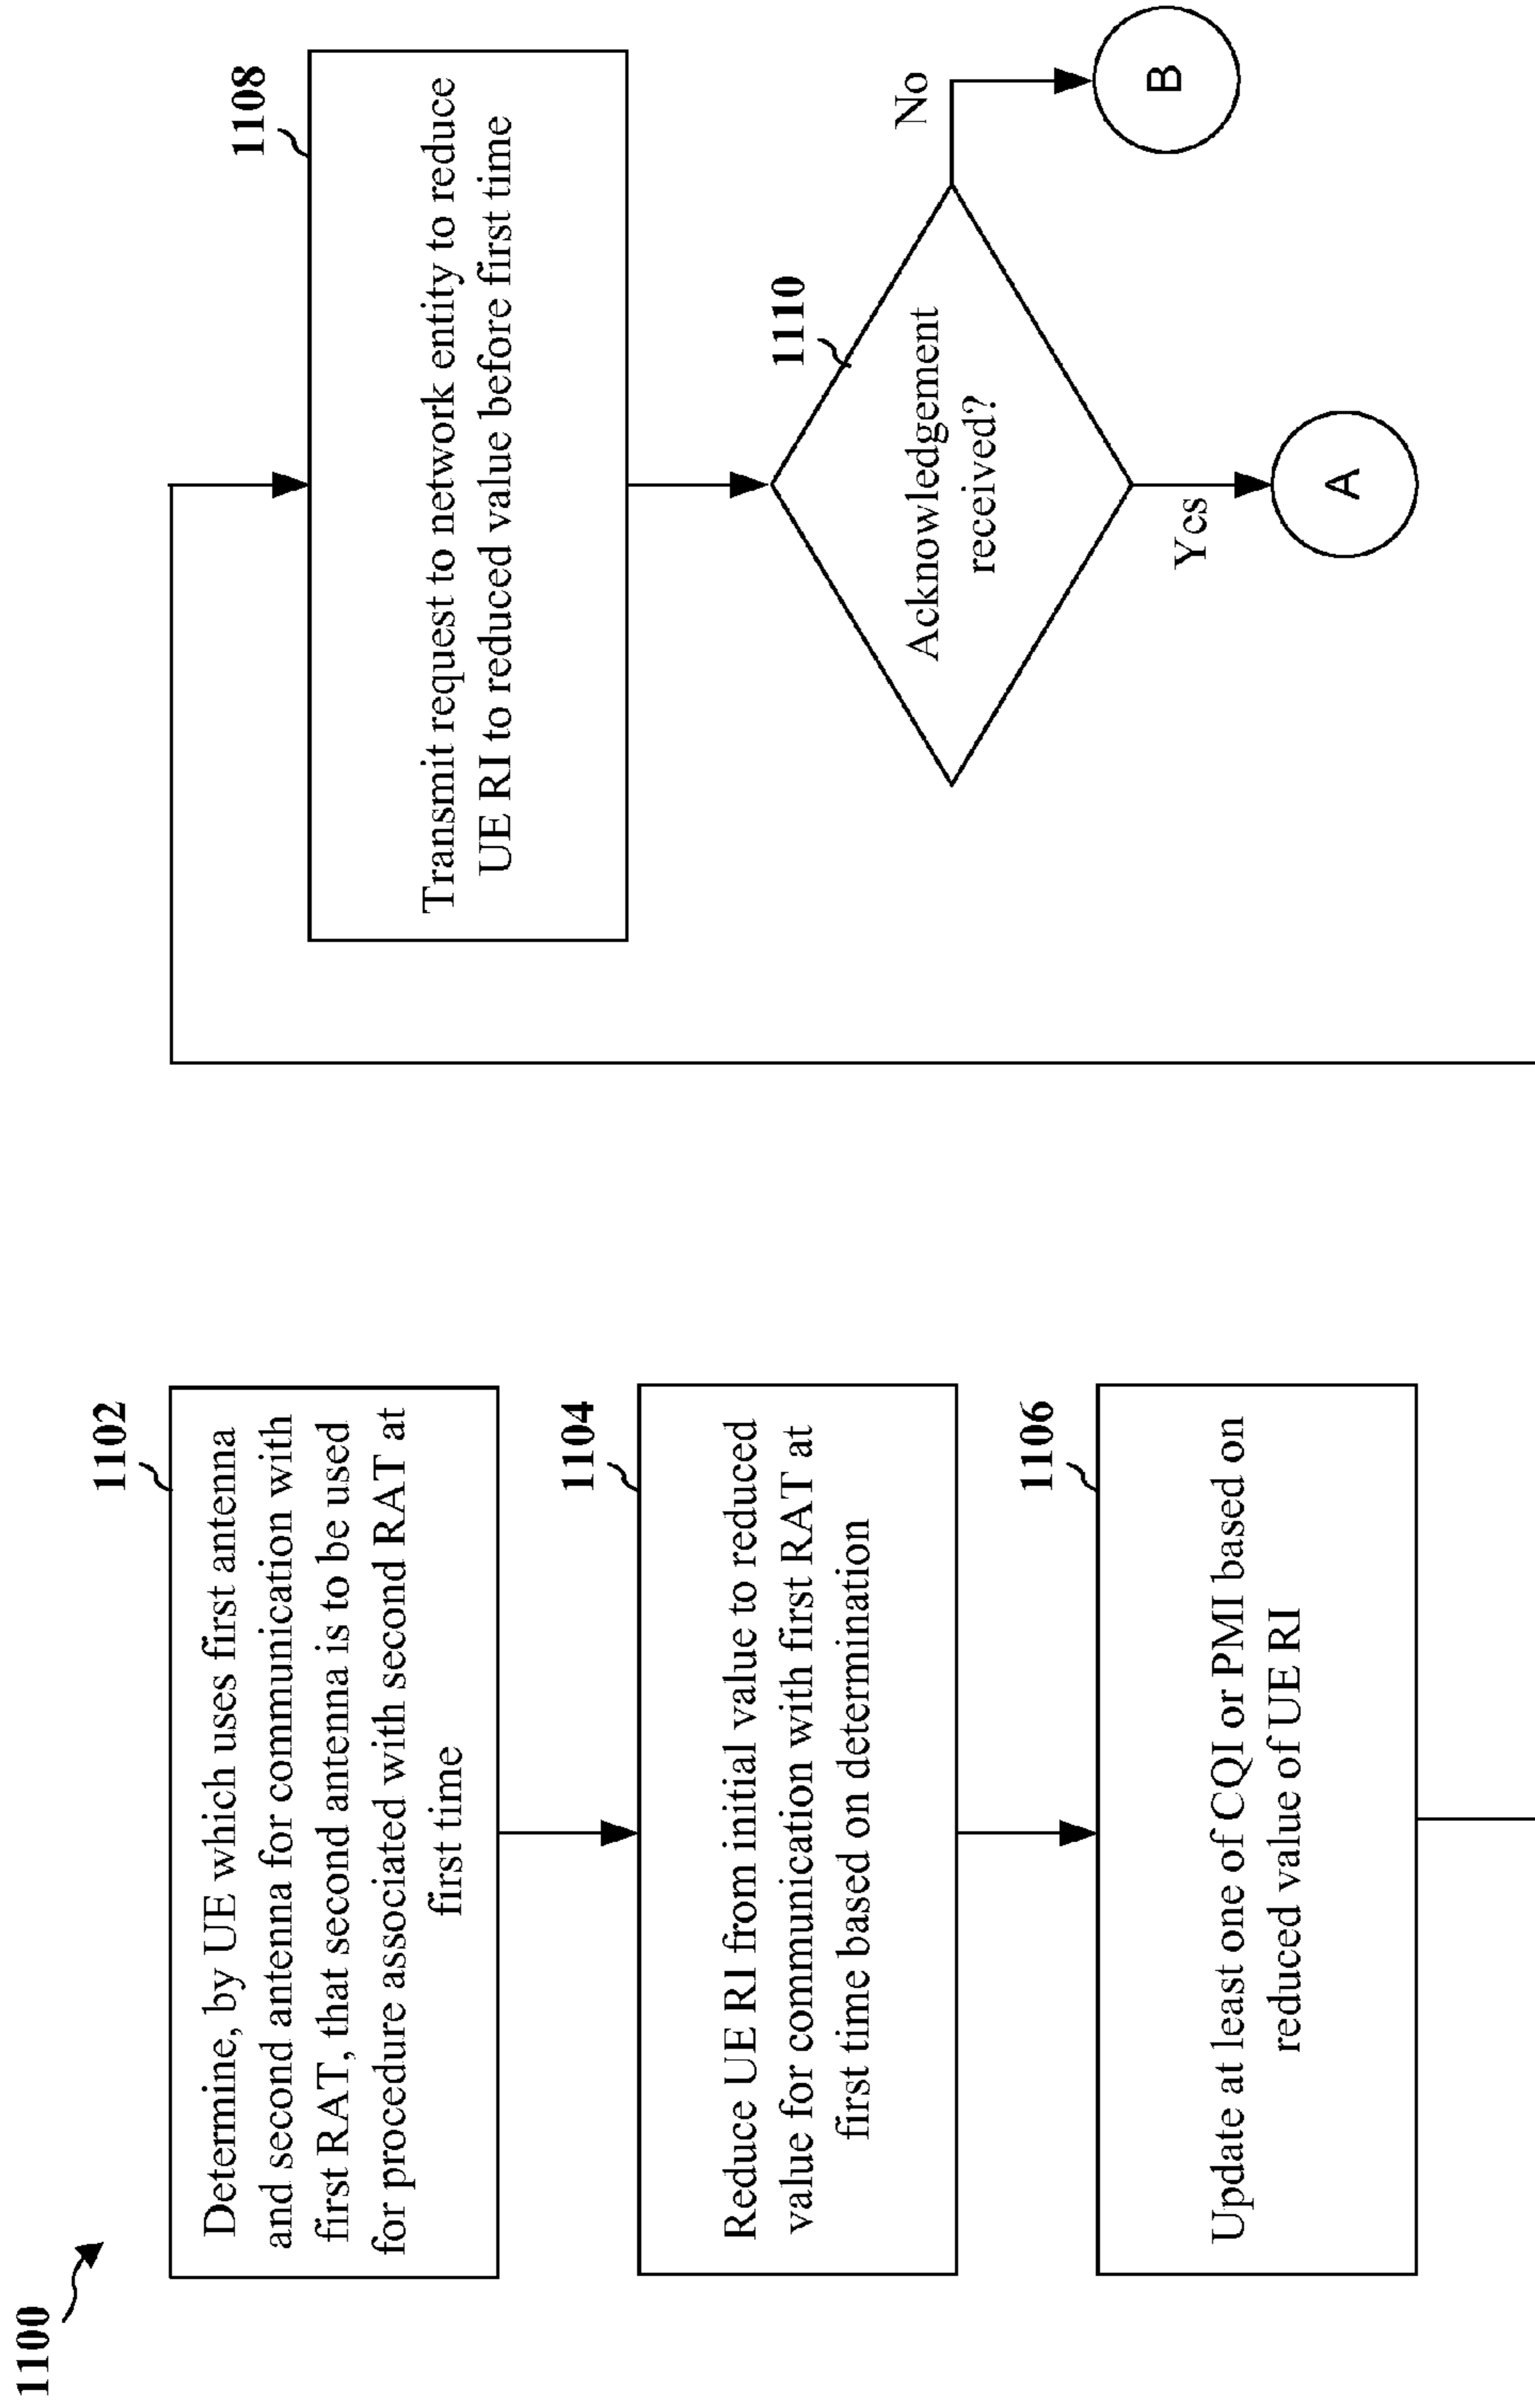 1100
1102
Determine, by UE which uses first antenna
and second antenna for communication with
first RAT, that second antenna is to be used
for procedure associated with second RAT at
first time
1104
Reduce UE RI from initial value to reduced
value for communication with first RAT at
first time based on determination
1106
Update at least one of CQI or PMI based on
reduced value of UE RI
1108
Transmit request to network entity to reduce
UE RI to reduced value before first time
1110
Acknowledgement
received?
No
B
Yes
A